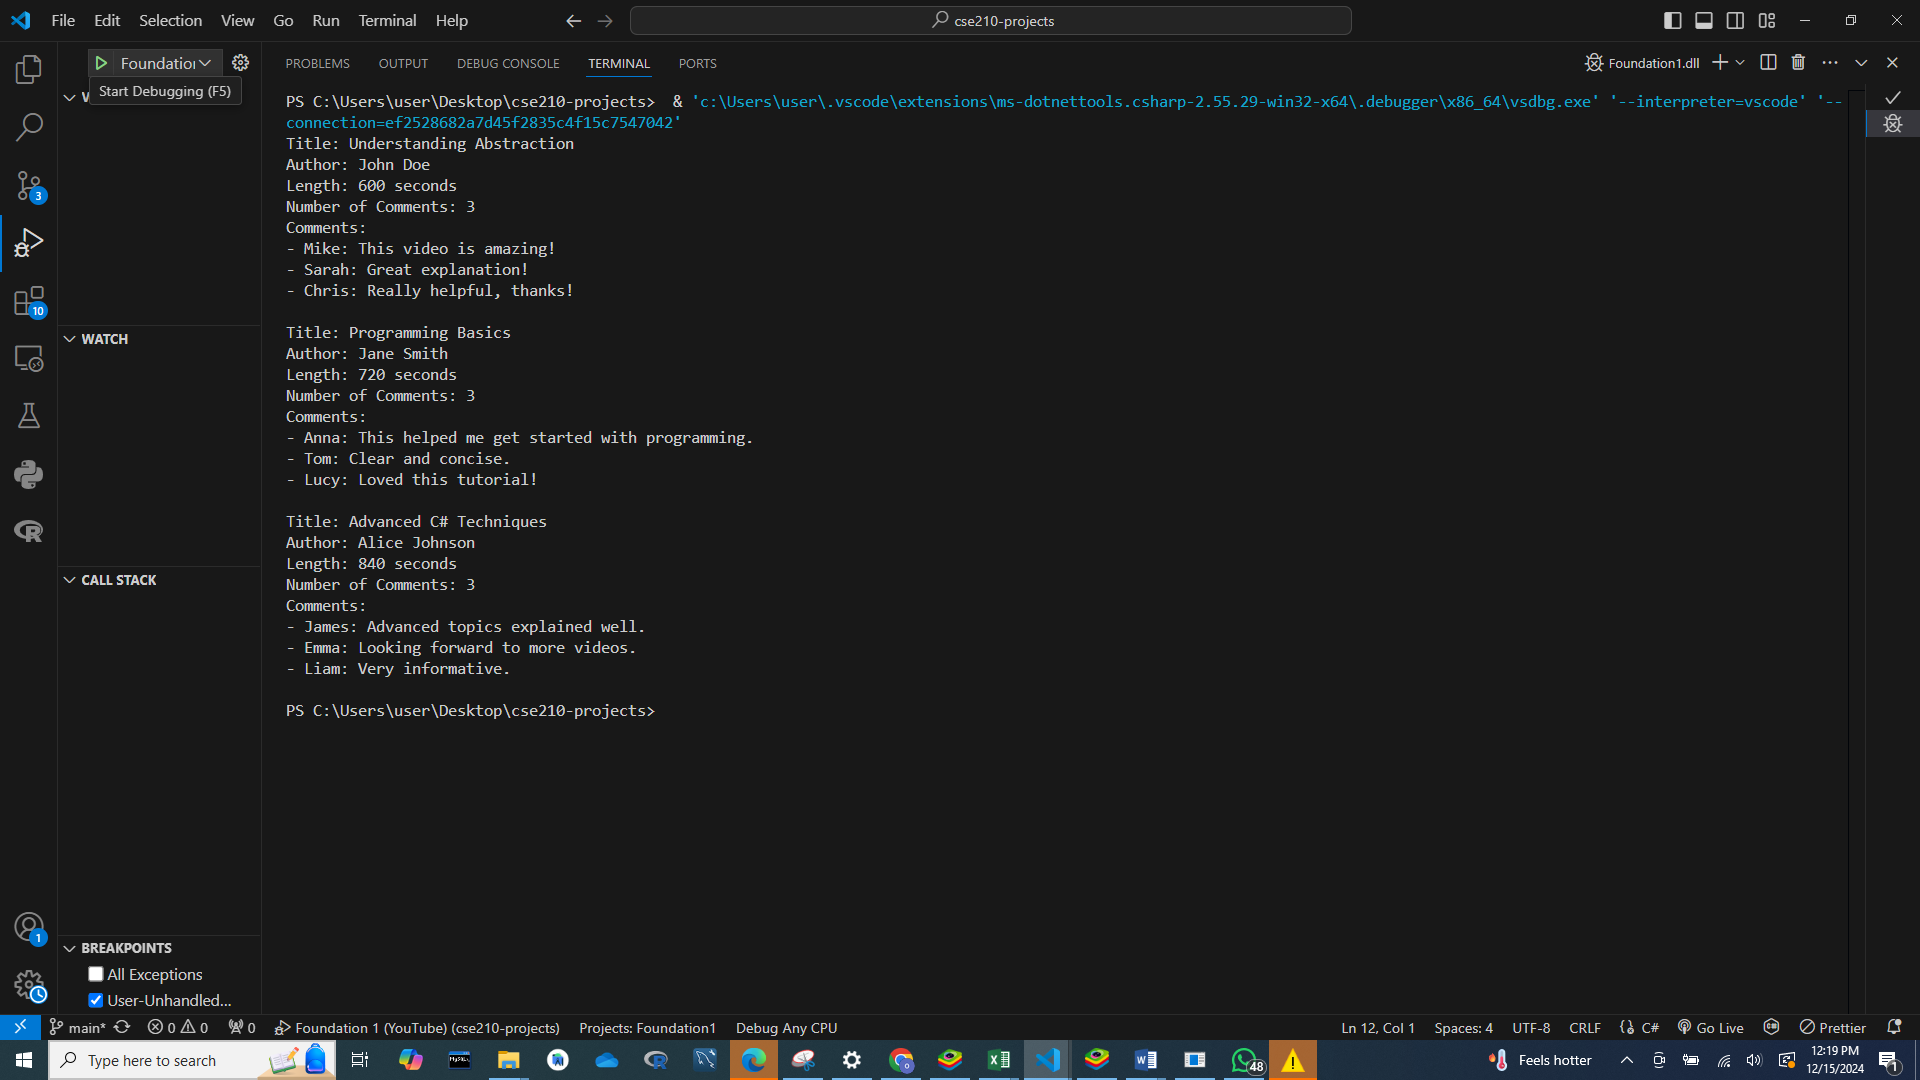 File Edit Selection View Go Run Terminal Help
cse210-projects
Foundation
Start Debugging (F5)
PROBLEMS OUTPUT DEBUG CONSOLE TERMINAL PORTS
Foundation1.dll
PS C:\Users\user\Desktop\cse210-projects>  & 'c:\Users\user\.vscode\extensions\ms-dotnettools.csharp-2.55.29-win32-x64\.debugger\x86_64\vsdbg.exe' '--interpreter=vscode' '--
connection=ef2528682a7d45f2835c4f15c7547042'
Title: Understanding Abstraction
Author: John Doe
Length: 600 seconds
Number of Comments: 3
Comments:
- Mike: This video is amazing!
- Sarah: Great explanation!
- Chris: Really helpful, thanks!
Title: Programming Basics
Author: Jane Smith
Length: 720 seconds
Number of Comments: 3
Comments:
- Anna: This helped me get started with programming.
- Tom: Clear and concise.
- Lucy: Loved this tutorial!
Title: Advanced C# Techniques
Author: Alice Johnson
Length: 840 seconds
Number of Comments: 3
Comments:
- James: Advanced topics explained well.
- Emma: Looking forward to more videos.
- Liam: Very informative.
PS C:\Users\user\Desktop\cse210-projects>
3
10
WATCH
CALL STACK
1
BREAKPOINTS
All Exceptions
User-Unhandled...
main* 0 0 0 Foundation 1 (YouTube) (cse210-projects) Projects: Foundation1 Debug Any CPU
Ln 12, Col 1 Spaces: 4 UTF-8 CRLF {} C# Go Live Prettier
Type here to search
48
Feels hotter
12:19 PM
12/15/2024
1